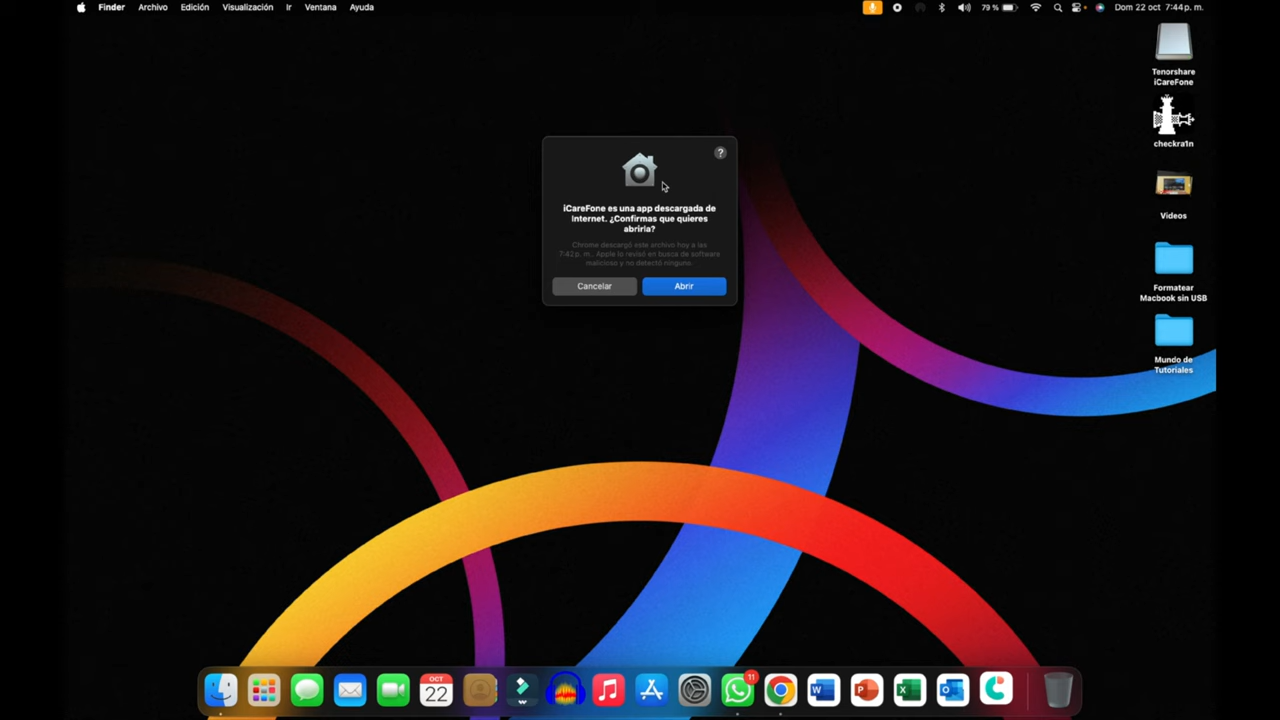 Finder Archivo Edición Visualización Ir Ventana Ayuda
79 % Dom 22 oct 7:44 p. m.
Tenorshare
iCareFone
checkra1n
Videos
Formatear
Macbook sin USB
Mundo de
Tutoriales
?
iCareFone es una app descargada de
Internet. ¿Confirmas que quieres
abrirla?
Chrome descargó este archivo hoy a las
7:42 p. m.. Apple lo revisó en busca de software
malicioso y no detectó ninguno.
Cancelar Abrir
OCT
22
11
W P X O